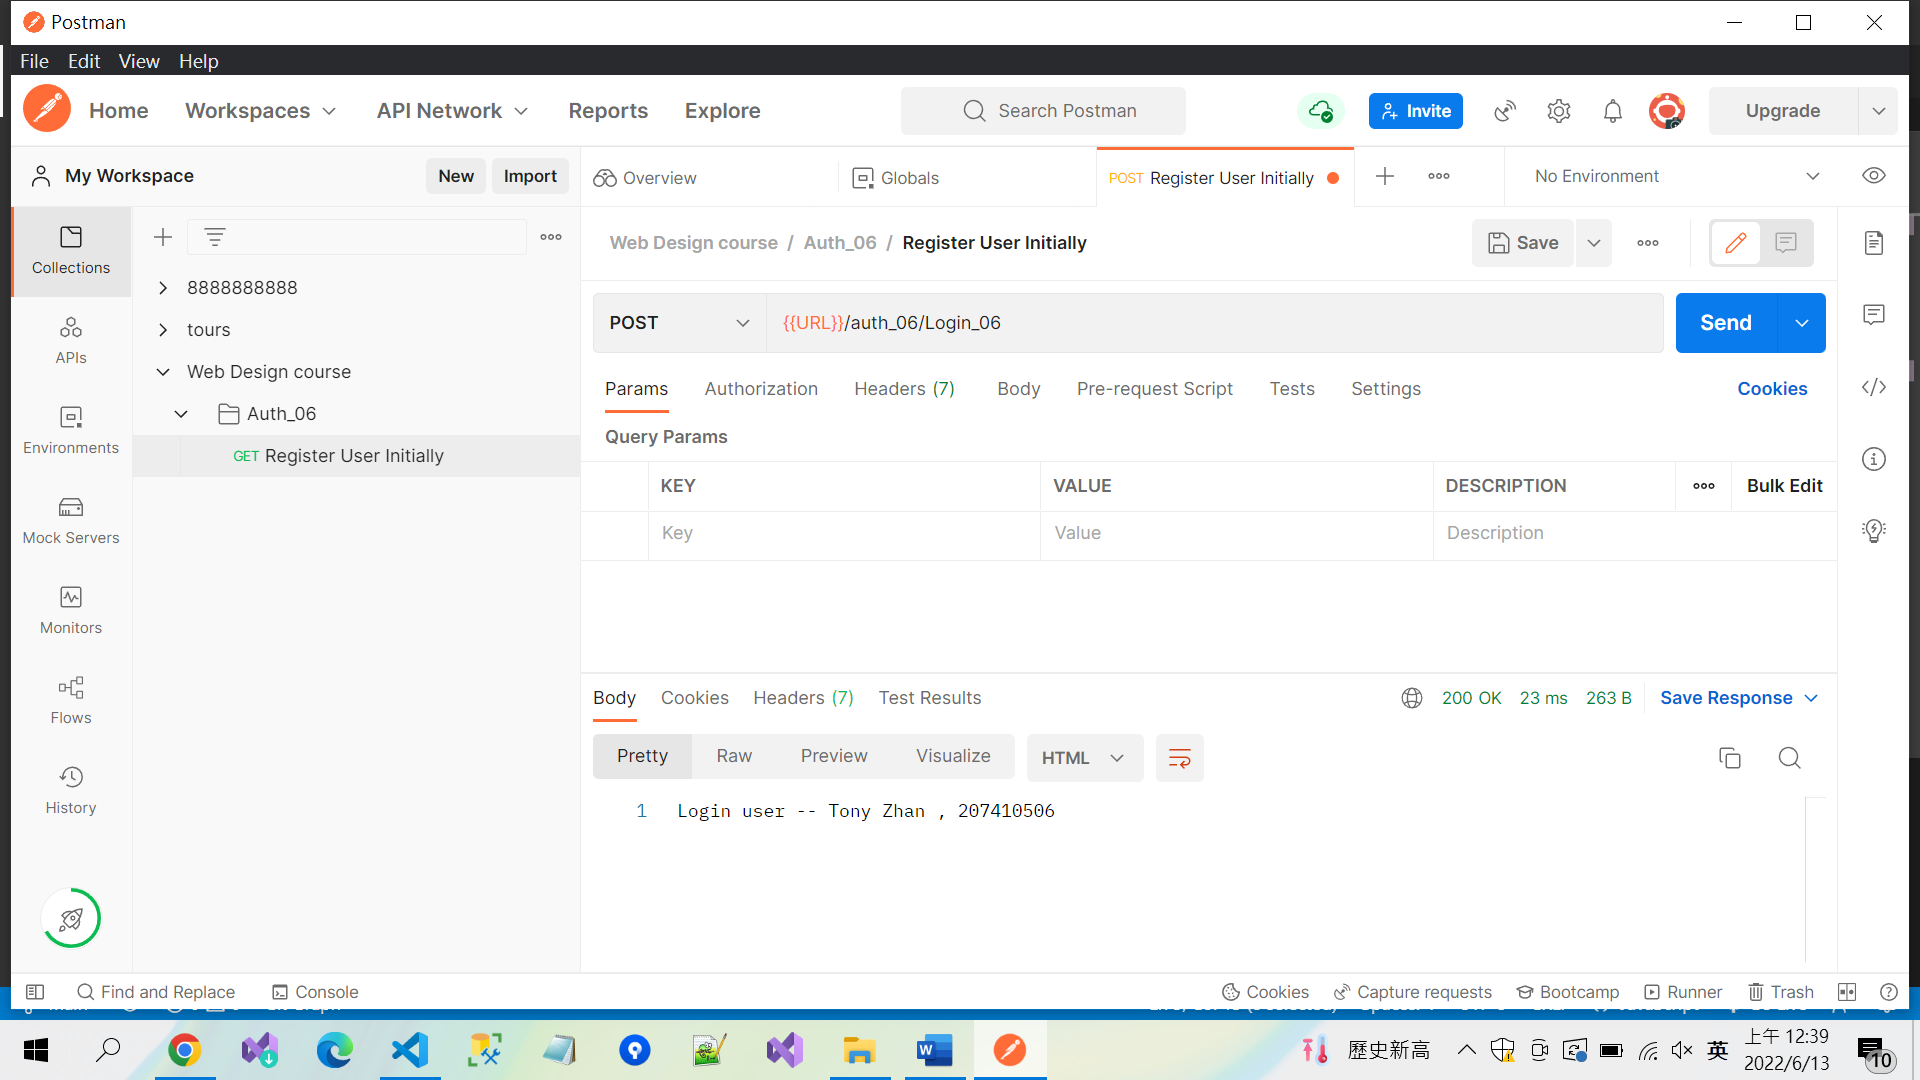 Postman
File Edit View Help
Home Workspaces API Network Reports Explore Search Postman Invite Upgrade
My Workspace New Import Overview Globals POST Register User Initially No Environment
Web Design course / Auth_06 / Register User Initially Save
Collections
8888888888
tours
Web Design course
Auth_06
GET Register User Initially
APIs
Environments
Mock Servers
Monitors
Flows
History
POST {{URL}}/auth_06/Login_06 Send
Params Authorization Headers (7) Body Pre-request Script Tests Settings Cookies
Query Params
KEY VALUE DESCRIPTION Bulk Edit
Key Value Description
Body Cookies Headers (7) Test Results 200 OK 23 ms 263 B Save Response
Pretty Raw Preview Visualize HTML
1 Login user -- Tony Zhan , 207410506
Find and Replace Console Cookies Capture requests Bootcamp Runner Trash
歷史新高 英 上午 12:39
2022/6/13 10